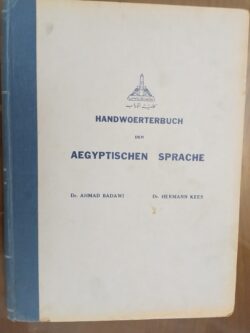 HANDWOERTERBUCH
DER
AEGYPTISCHEN SPRACHE
Dr. AHMAD BADAWI Dr. HERMANN KEES